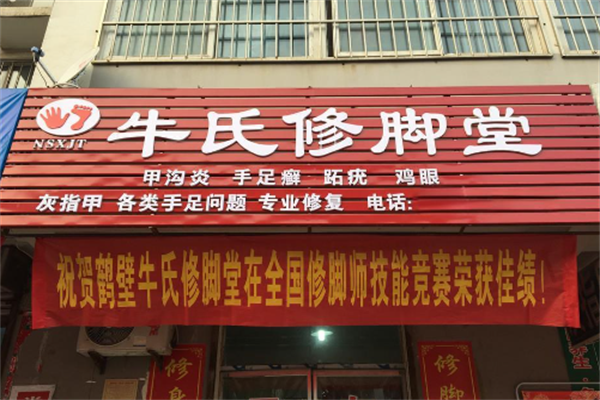 牛氏修脚堂
NSXJT
甲沟炎 手足癣 跖疣 鸡眼
灰指甲 各类手足问题 专业修复 电话:
祝贺鹤壁牛氏修脚堂在全国修脚师技能竞赛荣获佳绩!
修身
修脚